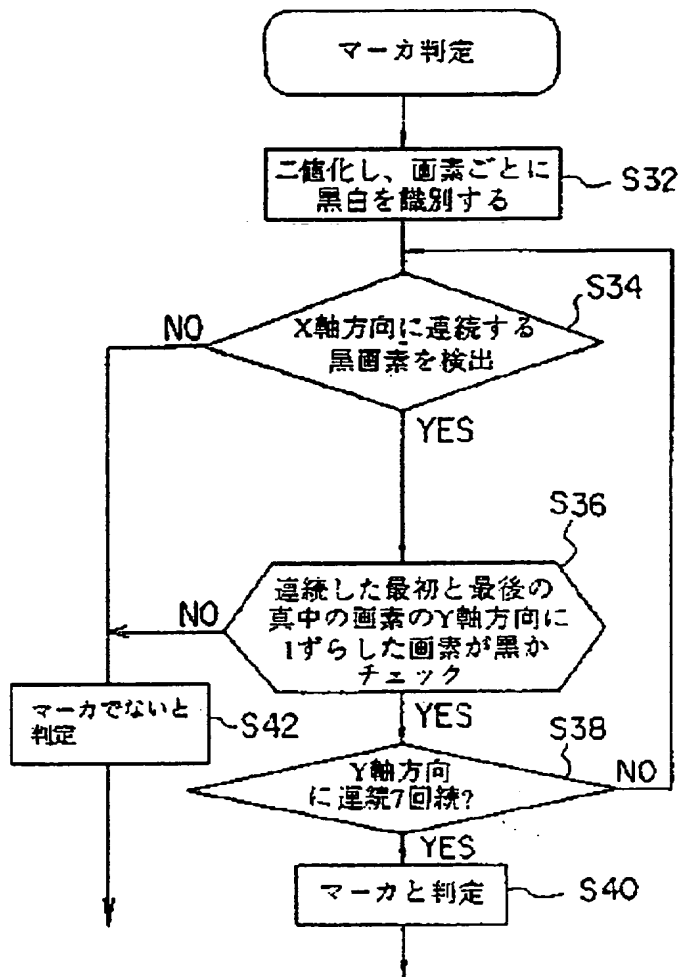 マーカ判定
二値化し、画素ごとに
黒白を識別する
S32
S34
NO
X軸方向に連続する
黒画素を検出
YES
S36
連続した最初と最後の
NO
真中の画素のY軸方向に
1ずらした画素が黒か
チェック
マーカでないと
判定
S42
YES
S38
Y軸方向
に連続7回続?
NO
YES
マーカと判定
S40